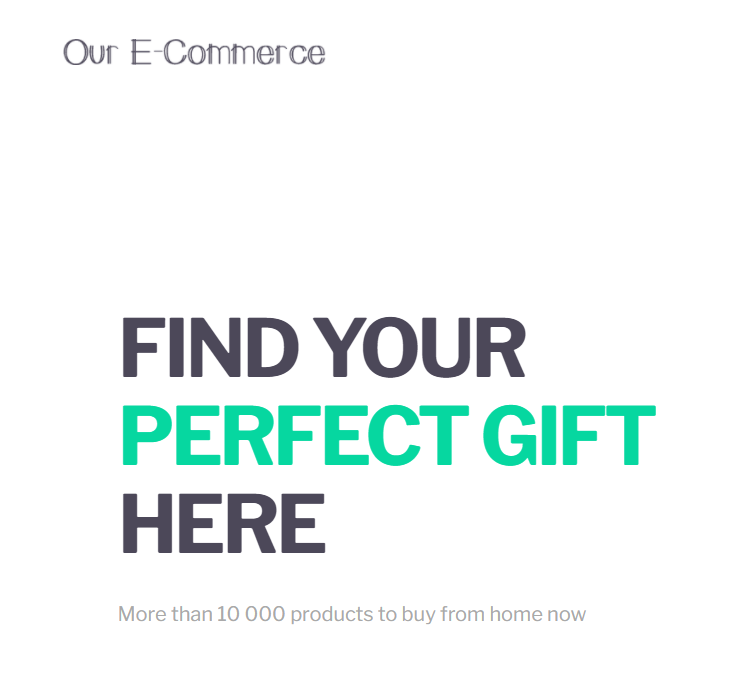 Our E-Commerce
FIND YOUR
PERFECT GIFT
HERE
More than 10 000 products to buy from home now